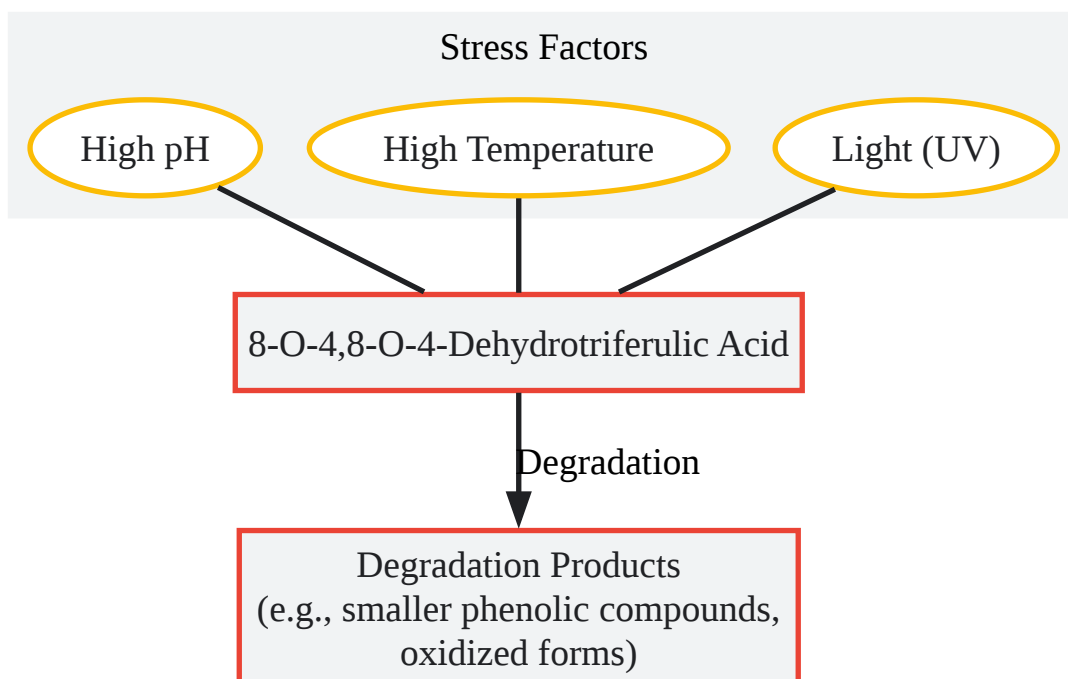 Stress Factors
High pH
High Temperature
Light (UV)
8-O-4,8-O-4-Dehydrotriferulic Acid
Degradation
Degradation Products
(e.g., smaller phenolic compounds,
oxidized forms)